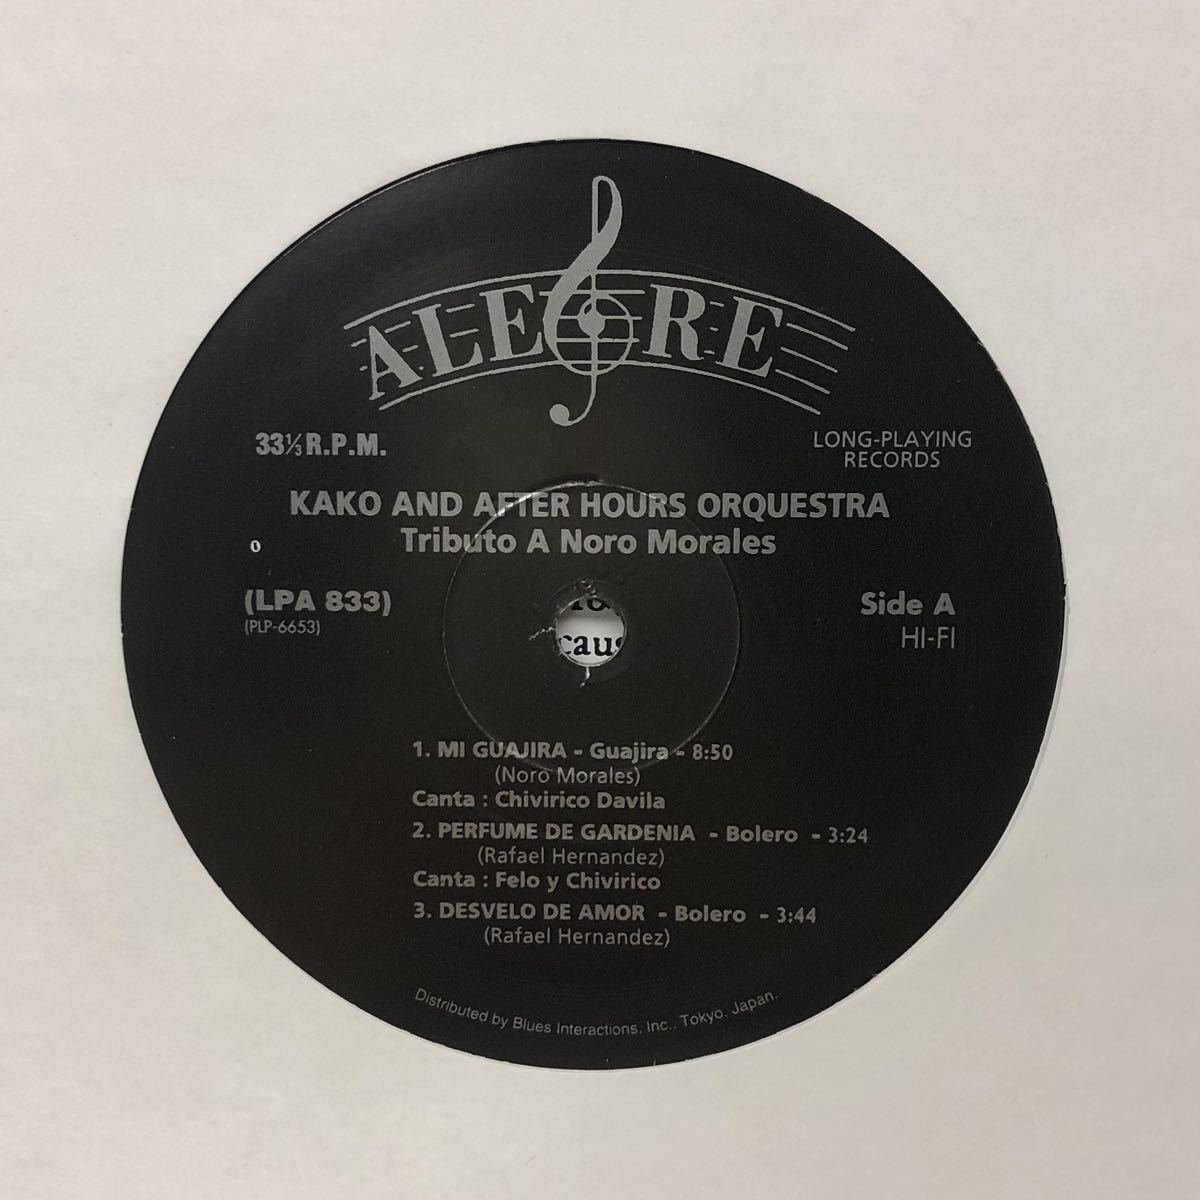 ALEGRE
33⅓ R.P.M.
LONG-PLAYING
RECORDS
KAKO AND AFTER HOURS ORQUESTRA
Tributo A Noro Morales
0
(LPA 833)
(PLP-6653)
Side A
HI-FI
caus
1. MI GUAJIRA - Guajira - 8:50
(Noro Morales)
Canta : Chivirico Davila
2. PERFUME DE GARDENIA - Bolero - 3:24
(Rafael Hernandez)
Canta : Felo y Chivirico
3. DESVELO DE AMOR - Bolero - 3:44
(Rafael Hernandez)
Distributed by Blues Interactions, Inc., Tokyo, Japan.